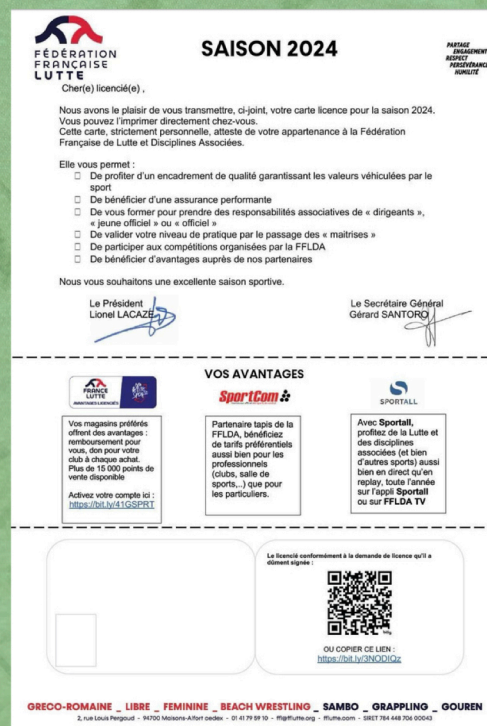 FÉDÉRATION
FRANÇAISE
LUTTE
SAISON 2024
PARTAGE
ENGAGEMENT
RESPECT
PERSÉVÉRANCE
HUMILITÉ
Cher(e) licencié(e) ,
Nous avons le plaisir de vous transmettre, ci-joint, votre carte licence pour la saison 2024.
Vous pouvez l'imprimer directement chez-vous.
Cette carte, strictement personnelle, atteste de votre appartenance à la Fédération
Française de Lutte et Disciplines Associées.
Elle vous permet :
De profiter d'un encadrement de qualité garantissant les valeurs véhiculées par le
sport
De bénéficier d'une assurance performante
De vous former pour prendre des responsabilités associatives de « dirigeants »,
« jeune officiel » ou « officiel »
De valider votre niveau de pratique par le passage des « maitrises »
De participer aux compétitions organisées par la FFLDA
De bénéficier d'avantages auprès de nos partenaires
Nous vous souhaitons une excellente saison sportive.
Le Président
Lionel LACAZE
Le Secrétaire Général
Gérard SANTORO
VOS AVANTAGES
FRANCE
LUTTE
AVANTAGES LICENCIÉS
Vos magasins préférés
offrent des avantages :
remboursement pour
vous, don pour votre
club à chaque achat.
Plus de 15 000 points de
vente disponible
Activez votre compte ici :
https://bit.ly/41GSPRT
SportCom
Partenaire tapis de la
FFLDA, bénéficiez
de tarifs préférentiels
aussi bien pour les
professionnels
(clubs, salle de
sports,..) que pour
les particuliers.
SPORTALL
Avec Sportall,
profitez de la Lutte et
des disciplines
associées (et bien
d'autres sports) aussi
bien en direct qu'en
replay, toute l'année
sur l'appli Sportall
ou sur FFLDA TV
Le licencié conformément à la demande de licence qu'il a
dûment signée :
OU COPIER CE LIEN :
https://bit.ly/3NODIQz
GRECO-ROMAINE _ LIBRE _ FEMININE _ BEACH WRESTLING _ SAMBO _ GRAPPLING _ GOUREN
2, rue Louis Pergaud - 94700 Maisons-Alfort cedex - 01 41 79 59 10 - ffl@fflutte.org - fflutte.com - SIRET 784 448 706 00043